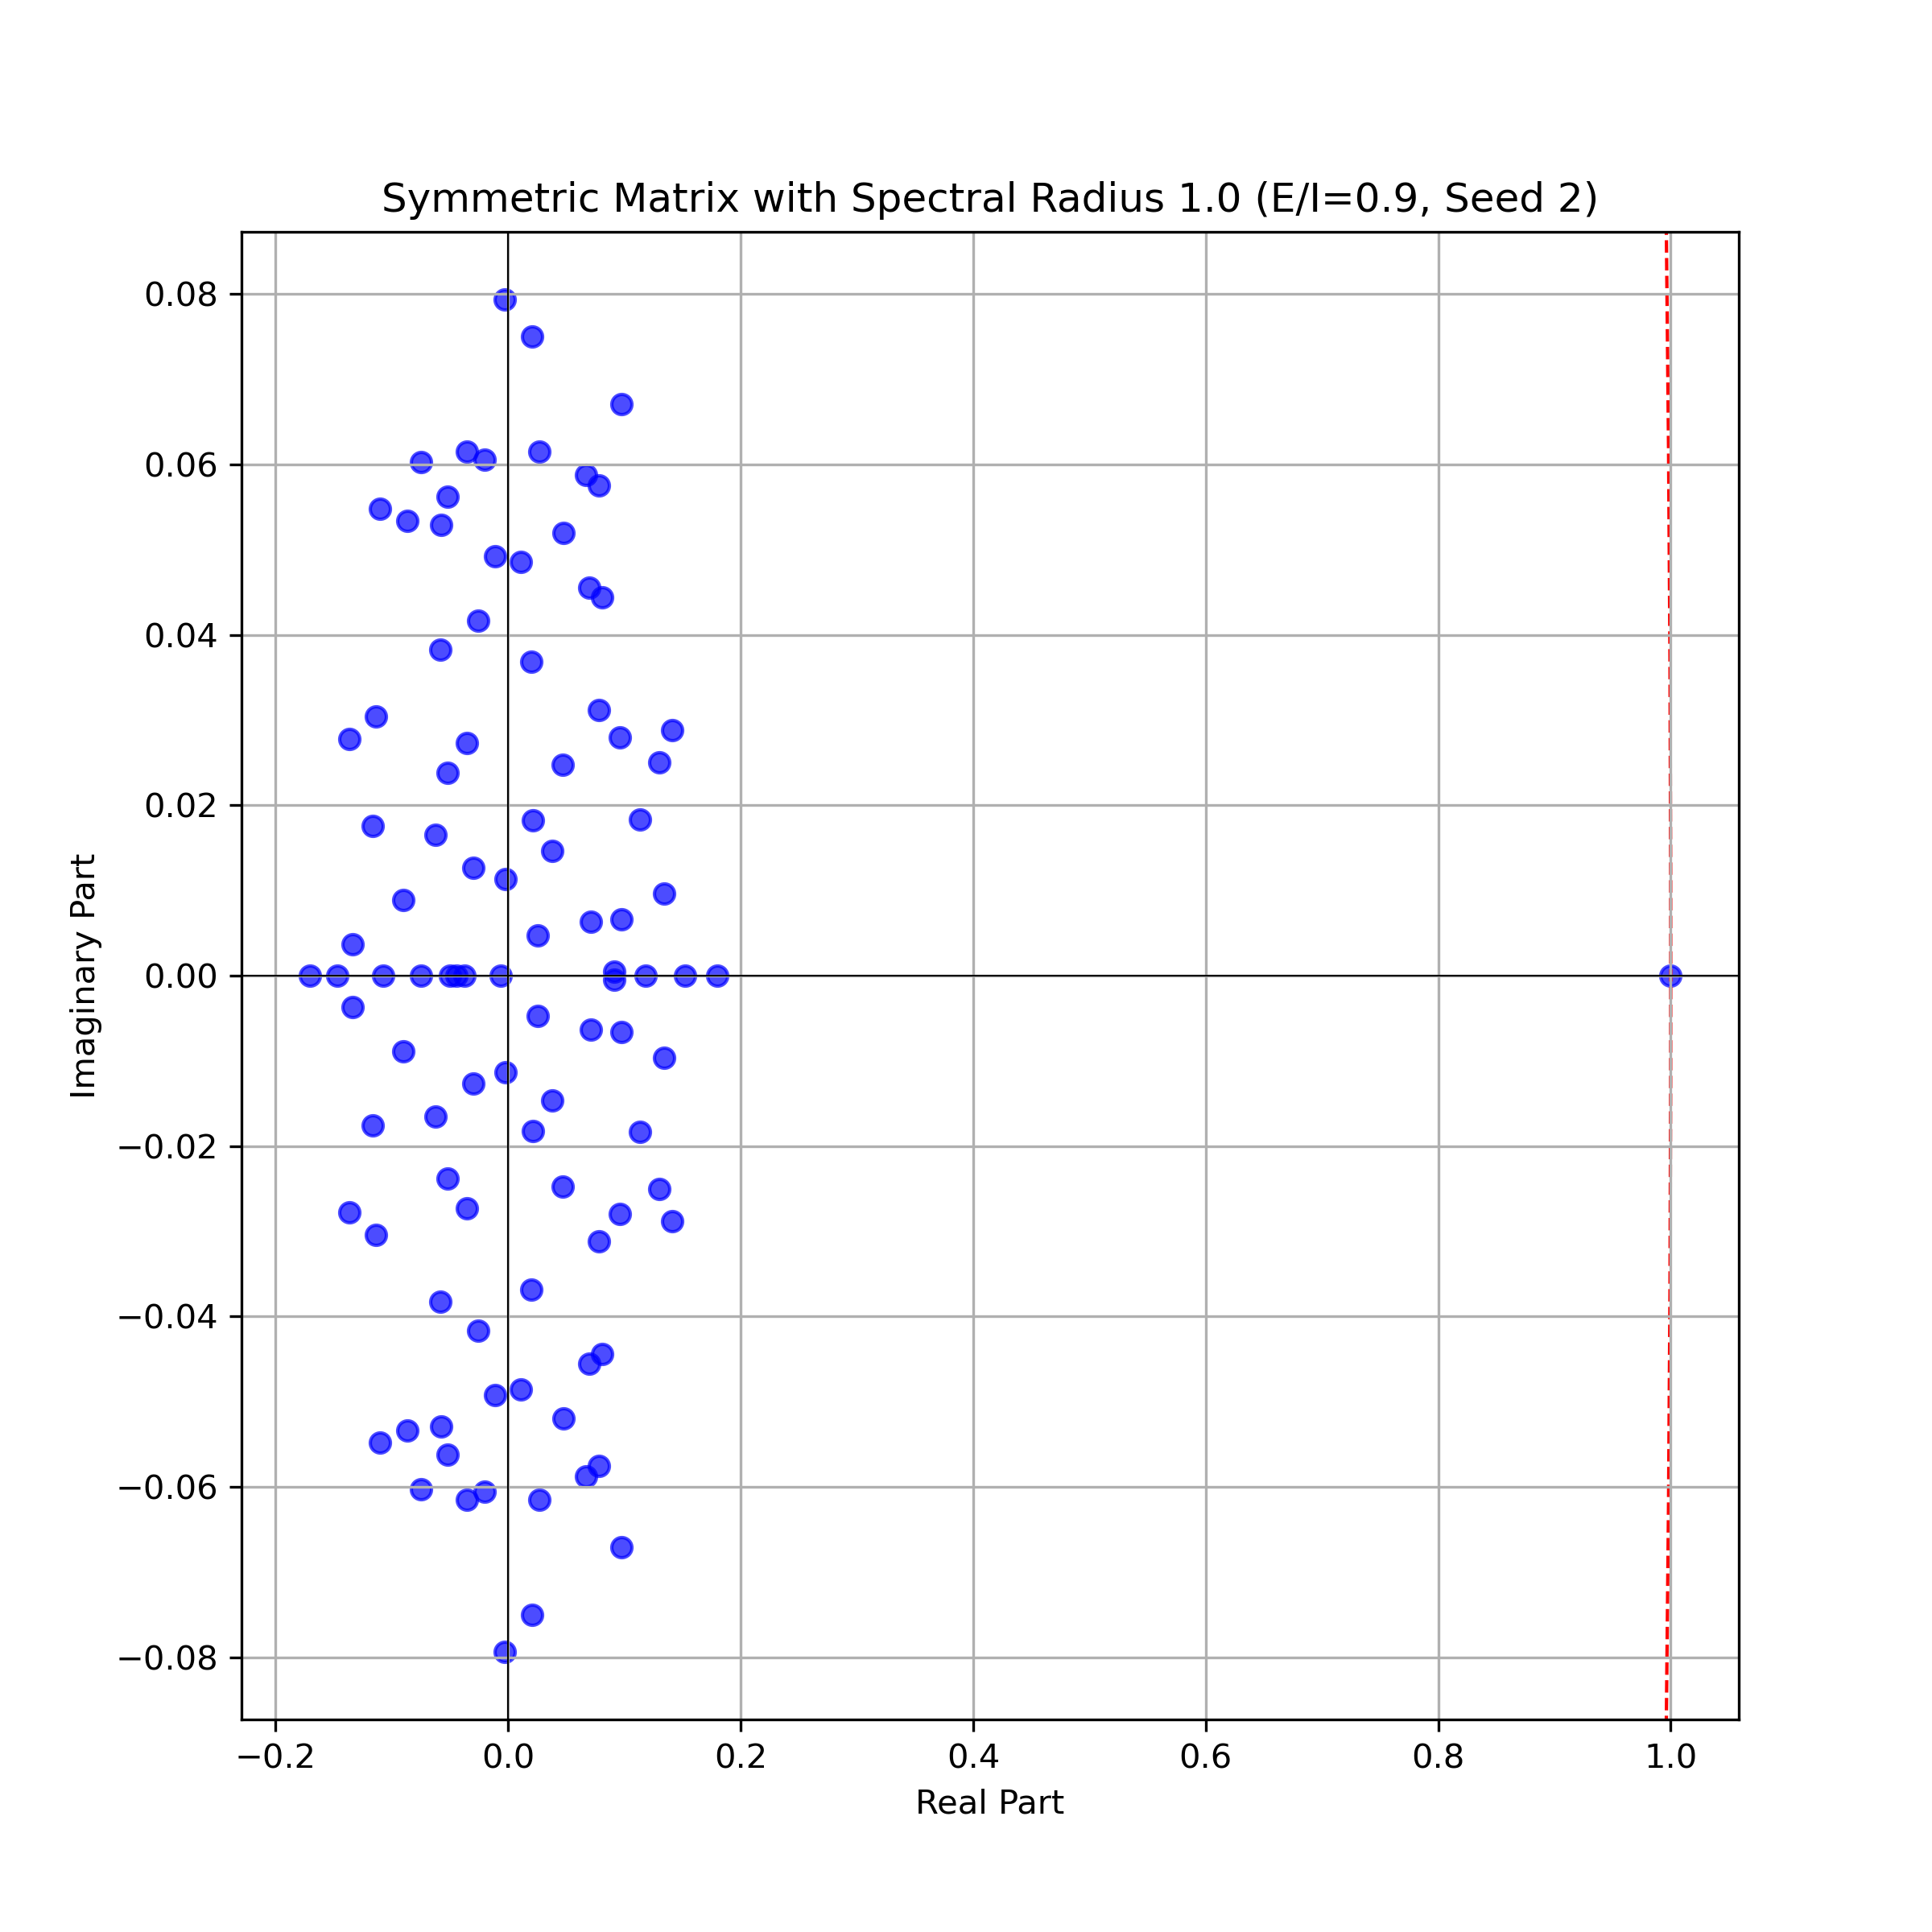 Symmetric Matrix with Spectral Radius 1.0 (E/I=0.9, Seed 2)
0.08
0.06
0.04
0.02
0.00
−0.02
−0.04
−0.06
−0.08
Imaginary Part
−0.2 0.0 0.2 0.4 0.6 0.8 1.0
Real Part